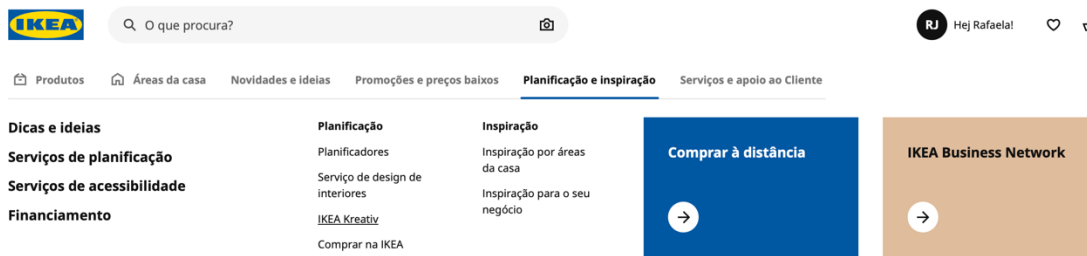 IKEA
O que procura?
RJ Hej Rafaela!
Produtos Áreas da casa Novidades e ideias Promoções e preços baixos Planificação e inspiração Serviços e apoio ao Cliente
Dicas e ideias
Serviços de planificação
Serviços de acessibilidade
Financiamento
Planificação
Planificadores
Serviço de design de
interiores
IKEA Kreativ
Comprar na IKEA
Inspiração
Inspiração por áreas
da casa
Inspiração para o seu
negócio
Comprar à distância
IKEA Business Network